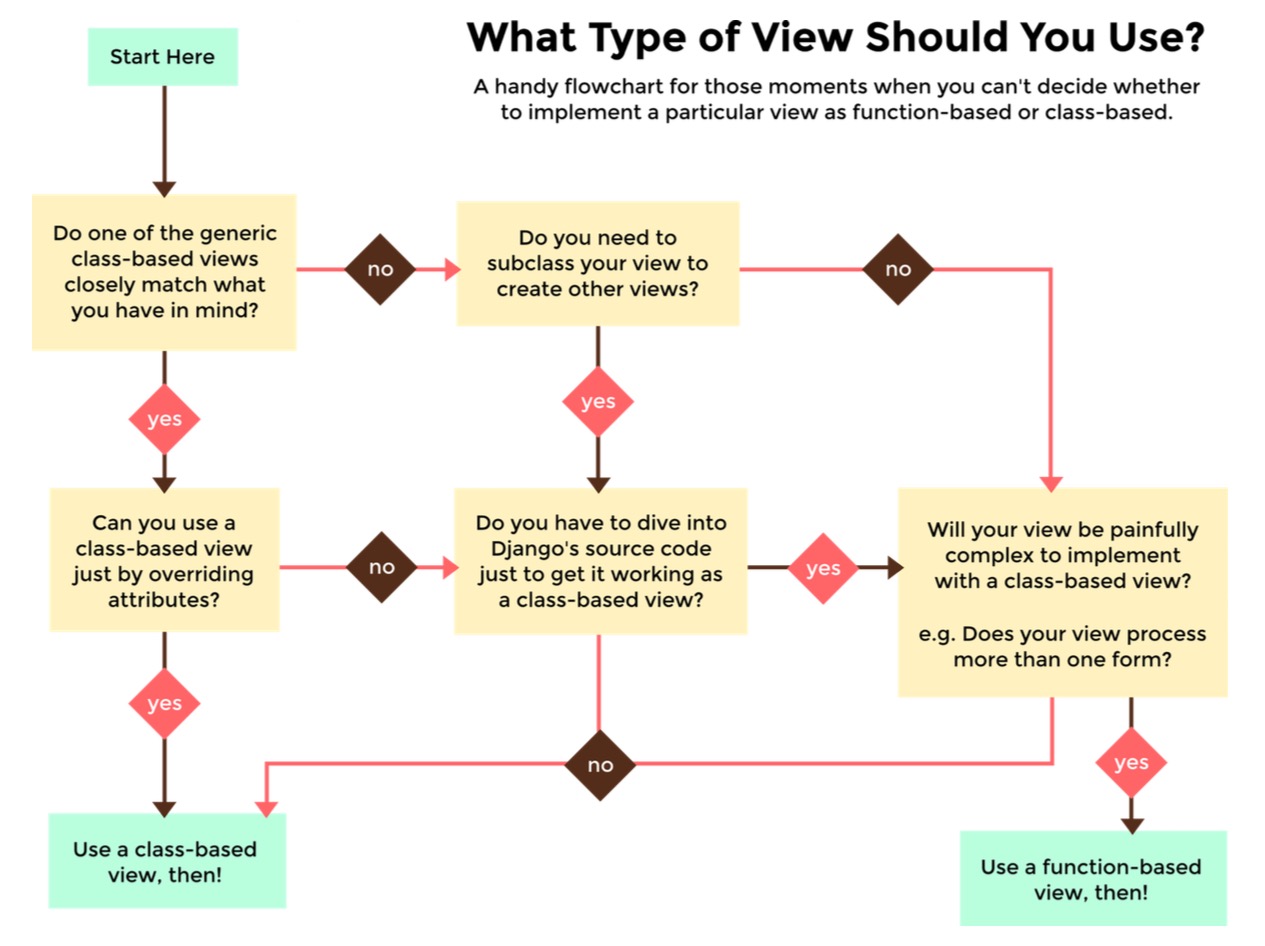 What Type of View Should You Use?
A handy flowchart for those moments when you can't decide whether
to implement a particular view as function-based or class-based.
Start Here
Do one of the generic
class-based views
closely match what
you have in mind?
no
Do you need to
subclass your view to
create other views?
no
yes
yes
Can you use a
class-based view
just by overriding
attributes?
no
Do you have to dive into
Django's source code
just to get it working as
a class-based view?
yes
Will your view be painfully
complex to implement
with a class-based view?
e.g. Does your view process
more than one form?
yes
no
yes
Use a class-based
view, then!
Use a function-based
view, then!